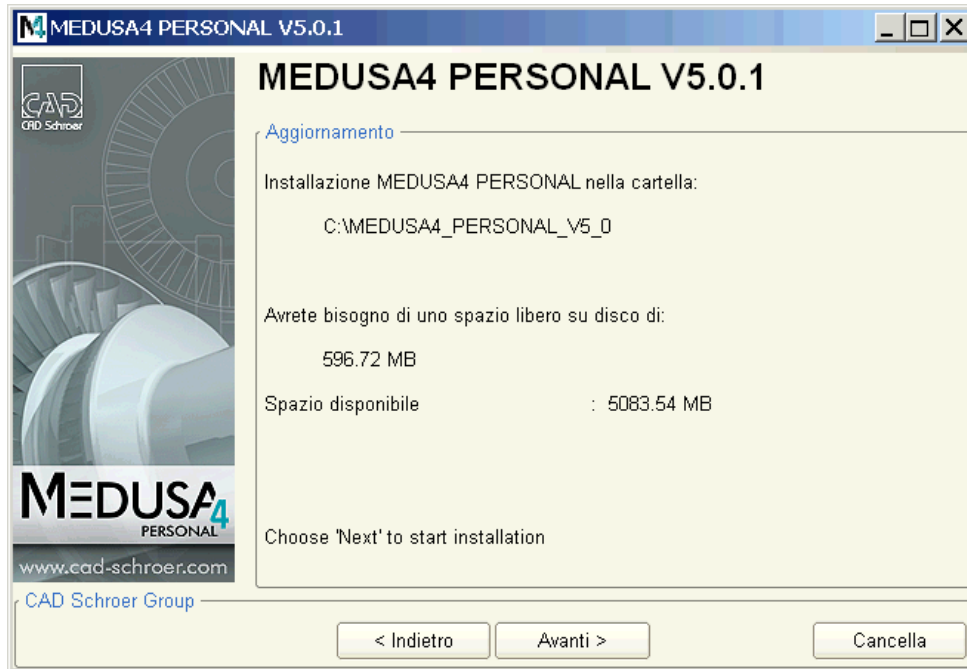 MEDUSA4 PERSONAL V5.0.1
CAD
CAD Schroer
MEDUSA4
PERSONAL
www.cad-schroer.com
MEDUSA4 PERSONAL V5.0.1
Aggiornamento
Installazione MEDUSA4 PERSONAL nella cartella:
C:\MEDUSA4_PERSONAL_V5_0
Avrete bisogno di uno spazio libero su disco di:
596.72 MB
Spazio disponibile : 5083.54 MB
Choose 'Next' to start installation
CAD Schroer Group
< Indietro Avanti > Cancella